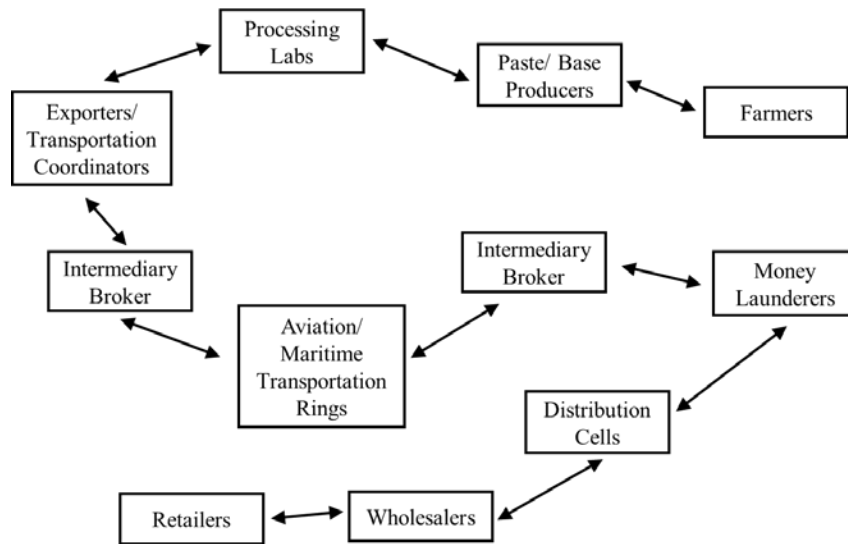 Processing
Labs
Paste/ Base
Producers
Farmers
Exporters/
Transportation
Coordinators
Intermediary
Broker
Intermediary
Broker
Money
Launderers
Aviation/
Maritime
Transportation
Rings
Distribution
Cells
Retailers
Wholesalers